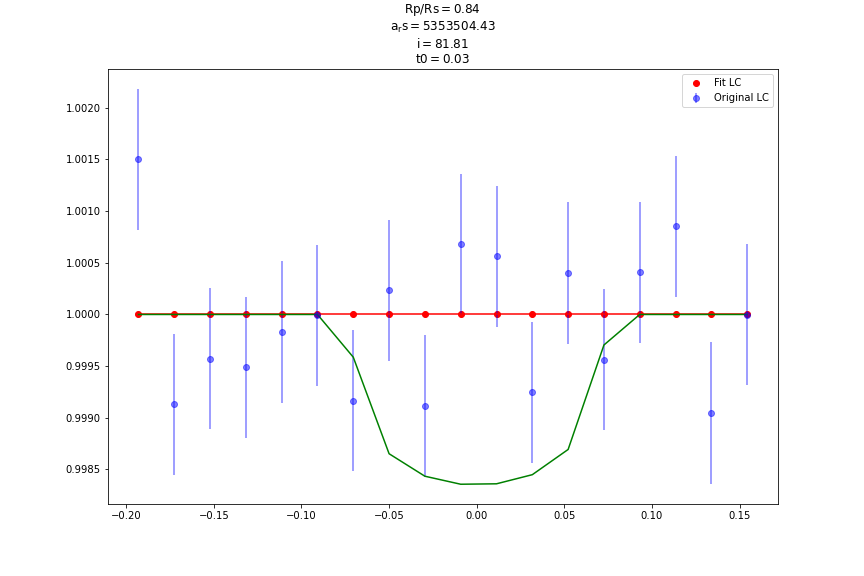 Rp/Rs = 0.84
aᵣs = 5353504.43
i = 81.81
t0 = 0.03
Fit LC
Original LC
1.0020
1.0015
1.0010
1.0005
1.0000
0.9995
0.9990
0.9985
−0.20 −0.15 −0.10 −0.05 0.00 0.05 0.10 0.15